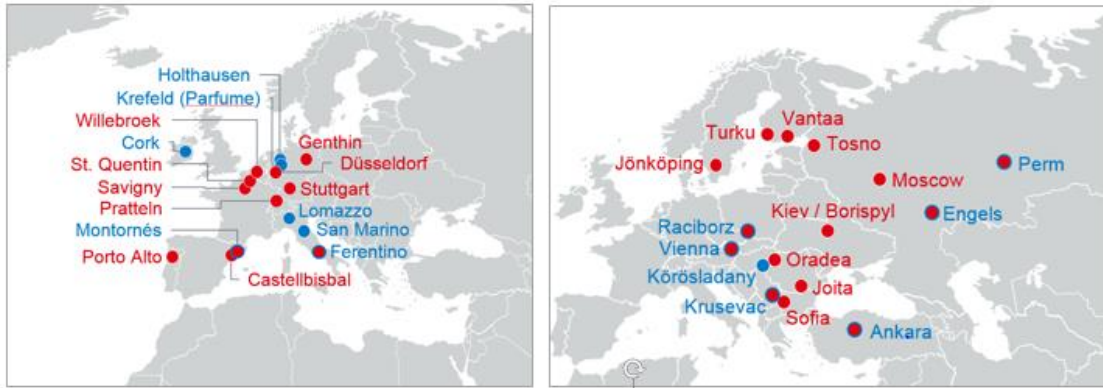 Holthausen
Krefeld (Parfume)
Willebroek
Cork
Genthin
St. Quentin
Düsseldorf
Savigny
Stuttgart
Pratteln
Lomazzo
Montornés
San Marino
Porto Alto
Ferentino
Castellbisbal
Turku
Vantaa
Tosno
Jönköping
Perm
Moscow
Kiev / Borispyl
Engels
Raciborz
Vienna
Oradea
Körösladany
Joita
Krusevac
Sofia
Ankara